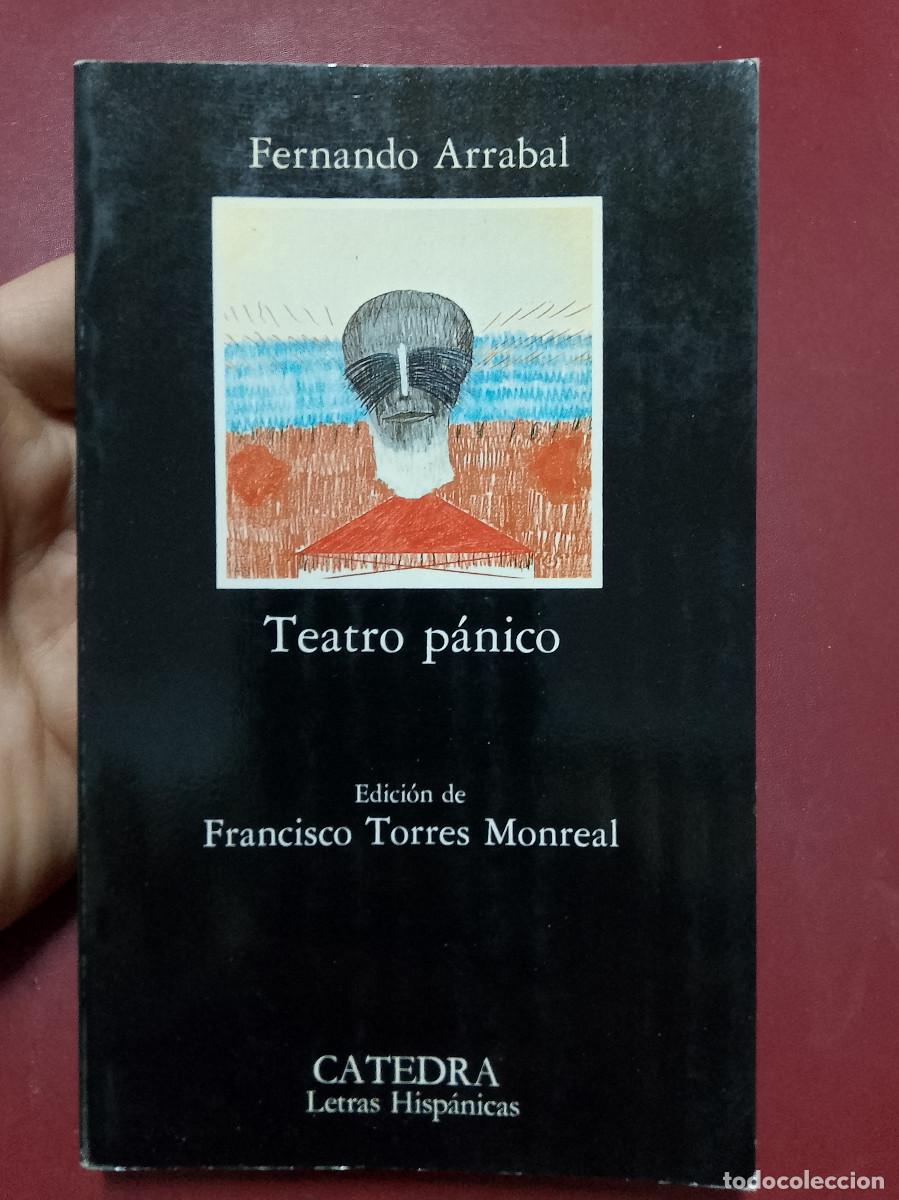 Fernando Arrabal
Teatro pánico
Edición de
Francisco Torres Monreal
CATEDRA
Letras Hispánicas
todocoleccion